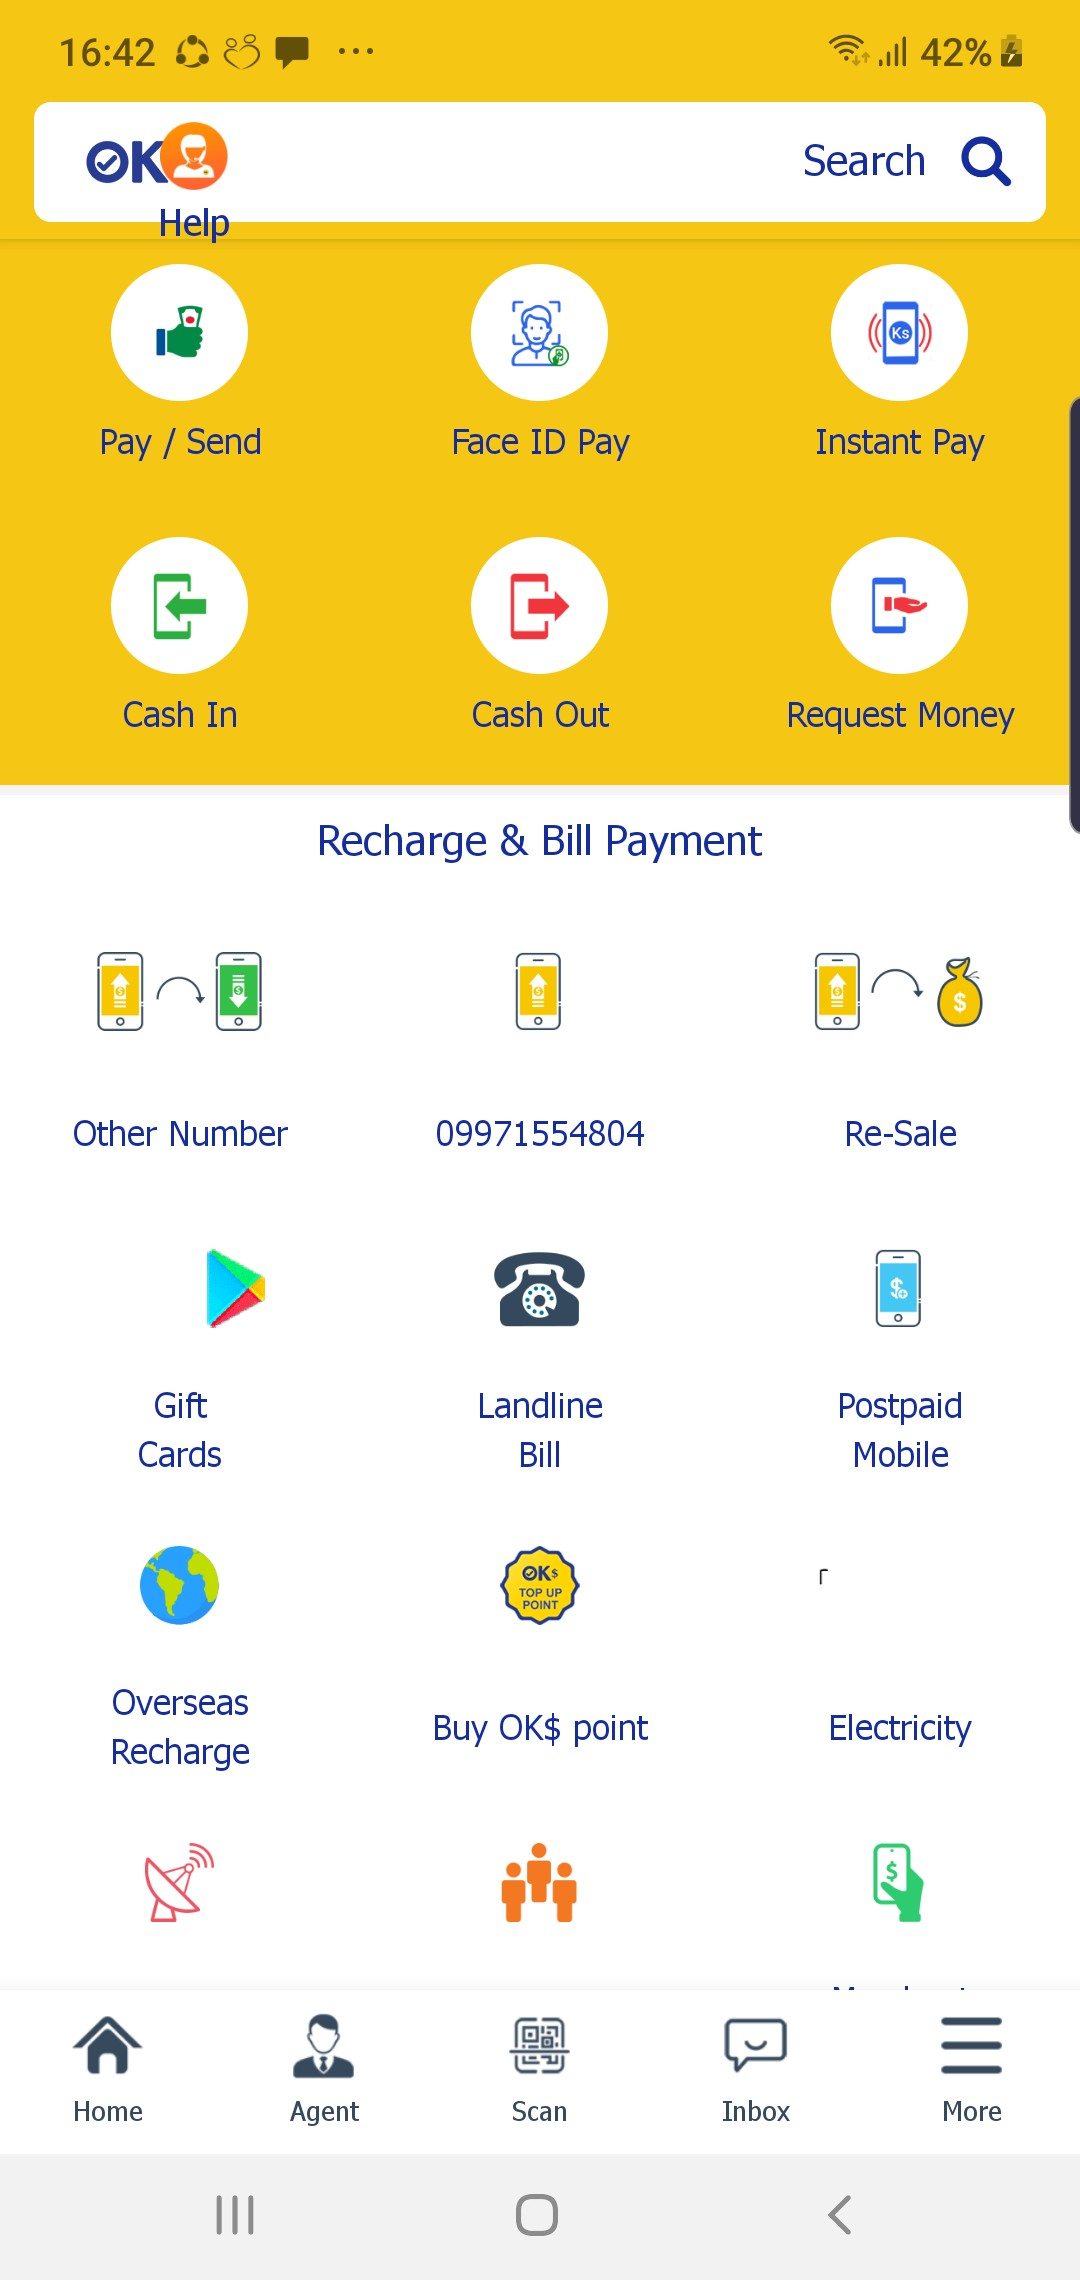 16:42
42%
OK
Search
Help
Pay / Send
Face ID Pay
Ks
Instant Pay
Cash In
Cash Out
Request Money
Recharge & Bill Payment
Other Number
09971554804
$
Re-Sale
Gift
Cards
Landline
Bill
$
Postpaid
Mobile
OK$
TOP UP
POINT
Overseas
Recharge
Buy OK$ point
Electricity
$
Home
Agent
Scan
Inbox
More